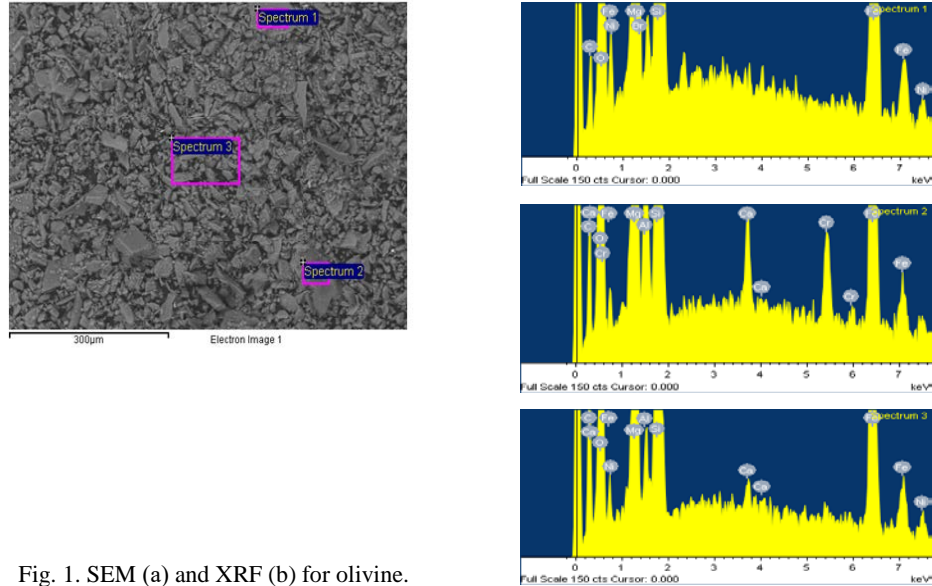 Spectrum 1
Spectrum 3
Spectrum 2
300µm Electron Image 1
Spectrum 1
Fe Mg Si Fe
Ni Cr
C Fe
O
Ni
0 1 2 3 4 5 6 7
Full Scale 150 cts Cursor: 0.000 keV
Spectrum 2
Ca Fe Mg Si Ca Fe
C Al Cr
O
Cr Fe
Ca
Cr
0 1 2 3 4 5 6 7
Full Scale 150 cts Cursor: 0.000 keV
Spectrum 3
C Fe Al Fe
Ca Mg Si
O
Ni Ca Fe
Ca
Ni
0 1 2 3 4 5 6 7
Full Scale 150 cts Cursor: 0.000 keV
Fig. 1. SEM (a) and XRF (b) for olivine.